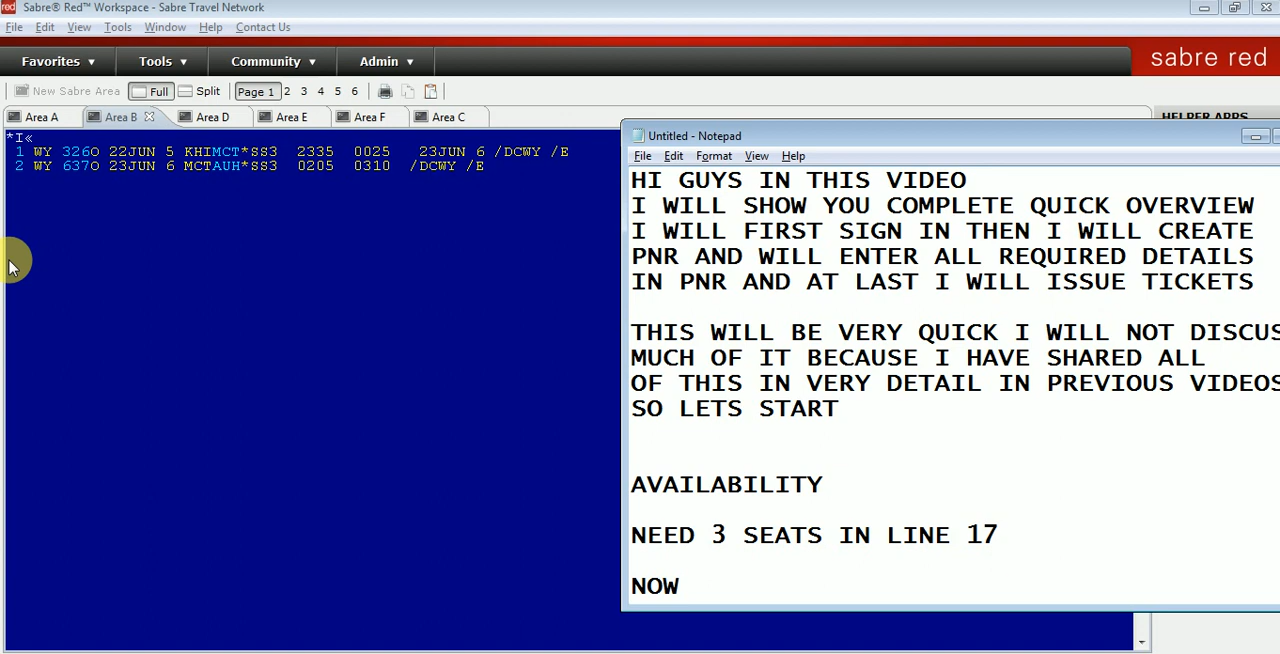 red Sabre® Red™ Workspace - Sabre Travel Network
File Edit View Tools Window Help Contact Us
Favorites ▼ Tools ▼ Community ▼ Admin ▼ sabre red
New Sabre Area Full Split Page 1 2 3 4 5 6
Area A Area B Area D Area E Area F Area C HELPER APPS
*I«
1 WY 326O 22JUN 5 KHIMCT*SS3 2335 0025 23JUN 6 /DCWY /E
2 WY 637O 23JUN 6 MCTAUH*SS3 0205 0310 /DCWY /E
Untitled - Notepad
File Edit Format View Help
HI GUYS IN THIS VIDEO
I WILL SHOW YOU COMPLETE QUICK OVERVIEW
I WILL FIRST SIGN IN THEN I WILL CREATE
PNR AND WILL ENTER ALL REQUIRED DETAILS
IN PNR AND AT LAST I WILL ISSUE TICKETS
THIS WILL BE VERY QUICK I WILL NOT DISCUS
MUCH OF IT BECAUSE I HAVE SHARED ALL
OF THIS IN VERY DETAIL IN PREVIOUS VIDEOS
SO LETS START
AVAILABILITY
NEED 3 SEATS IN LINE 17
NOW